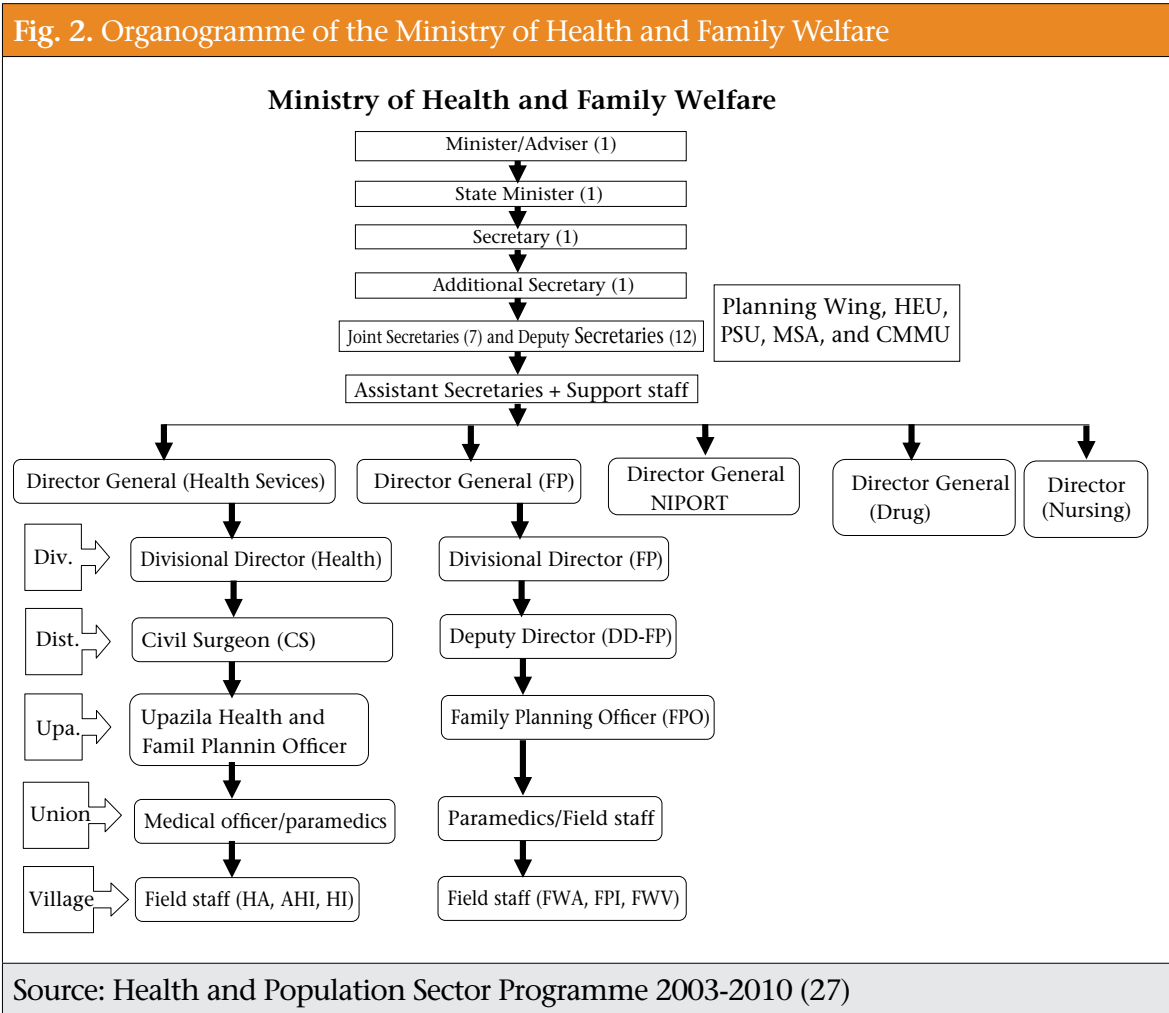 Fig. 2. Organogramme of the Ministry of Health and Family Welfare
Ministry of Health and Family Welfare
Minister/Adviser (1)
State Minister (1)
Secretary (1)
Additional Secretary (1)
Planning Wing, HEU,
PSU, MSA, and CMMU
Joint Secretaries (7) and Deputy Secretaries (12)
Assistant Secretaries + Support staff
Director General (Health Sevices)
Director General (FP)
Director General
NIPORT
Director General
(Drug)
Director
(Nursing)
Div.
Divisional Director (Health)
Divisional Director (FP)
Dist.
Civil Surgeon (CS)
Deputy Director (DD-FP)
Upa.
Upazila Health and
Famil Plannin Officer
Family Planning Officer (FPO)
Union
Medical officer/paramedics
Paramedics/Field staff
Village
Field staff (HA, AHI, HI)
Field staff (FWA, FPI, FWV)
Source: Health and Population Sector Programme 2003-2010 (27)